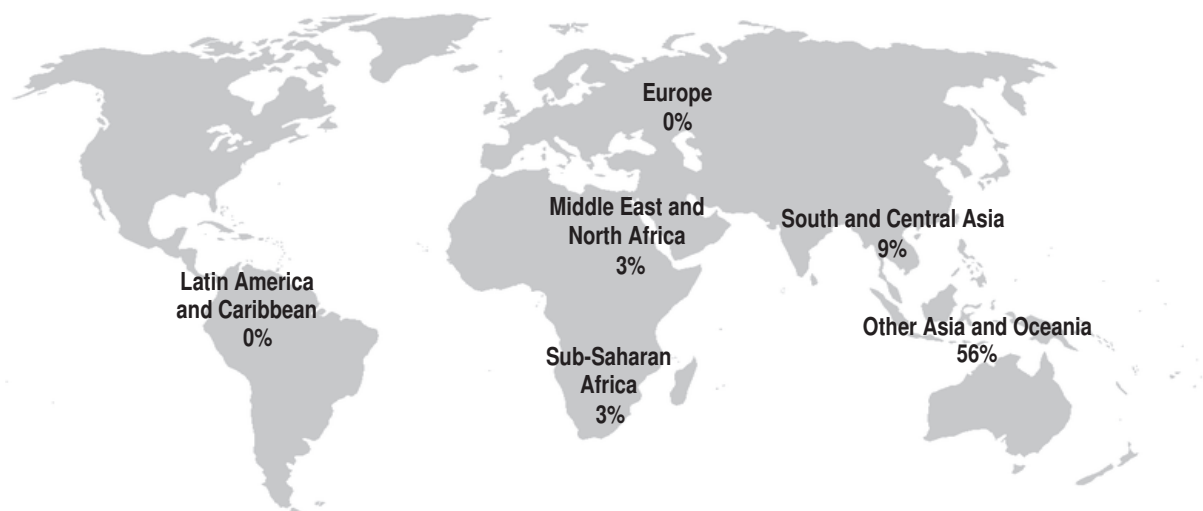 Europe
0%
Middle East and
North Africa
3%
South and Central Asia
9%
Latin America
and Caribbean
0%
Other Asia and Oceania
56%
Sub-Saharan
Africa
3%